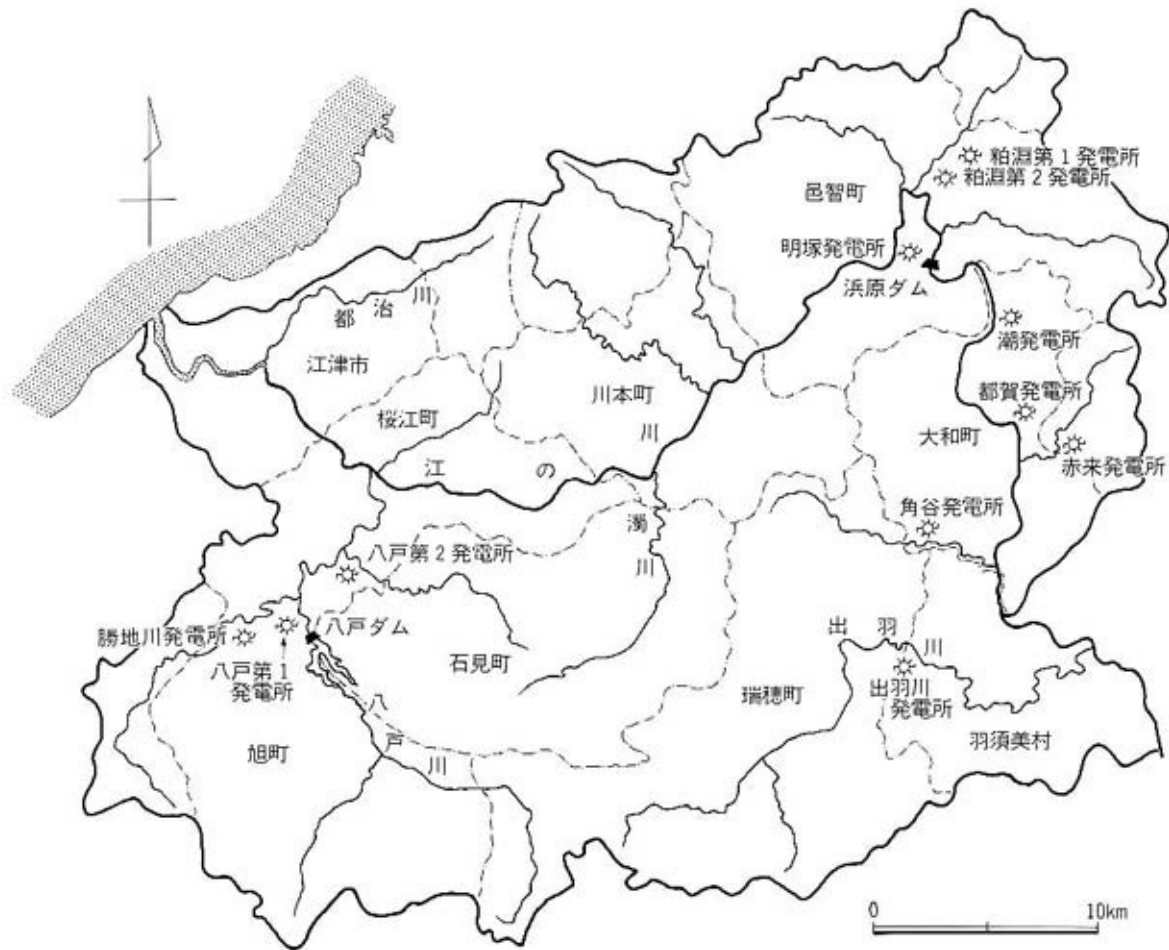 粕淵第1発電所
粕淵第2発電所
邑智町
明塚発電所
浜原ダム
都治川
潮発電所
江津市
都賀発電所
川本町
桜江町
大和町
赤来発電所
江の川
角谷発電所
濁川
八戸第2発電所
勝地川発電所
八戸ダム
八戸第1
発電所
石見町
出羽川
瑞穂町
出羽川
発電所
八戸川
旭町
羽須美村
0
10km